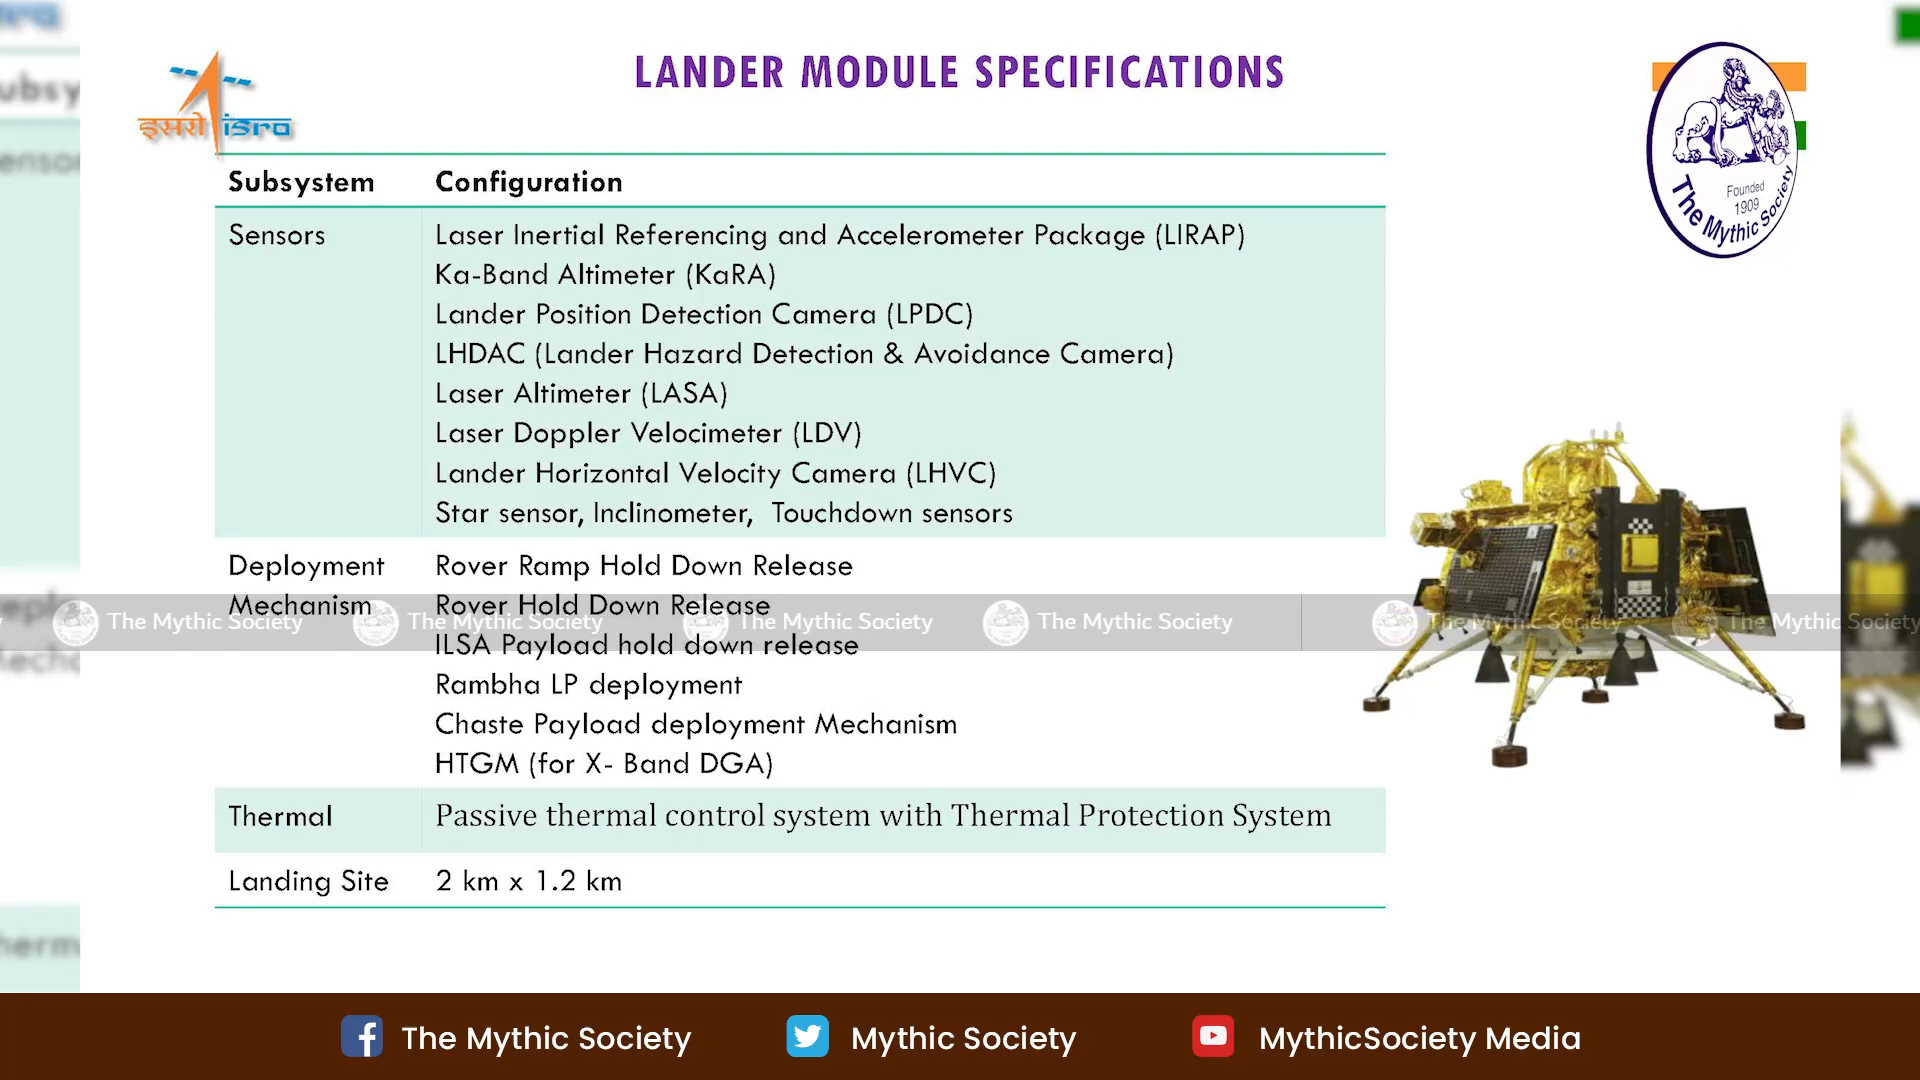 LANDER MODULE SPECIFICATIONS
इसरो isro
Founded
1909
The Mythic Society
Subsystem Configuration
Sensors Laser Inertial Referencing and Accelerometer Package (LIRAP)
Ka-Band Altimeter (KaRA)
Lander Position Detection Camera (LPDC)
LHDAC (Lander Hazard Detection & Avoidance Camera)
Laser Altimeter (LASA)
Laser Doppler Velocimeter (LDV)
Lander Horizontal Velocity Camera (LHVC)
Star sensor, Inclinometer, Touchdown sensors
Deployment Rover Ramp Hold Down Release
Mechanism Rover Hold Down Release
The Mythic Society The Mythic Society The Mythic Society The Mythic Society The Mythic Society The Mythic Society
ILSA Payload hold down release
Rambha LP deployment
Chaste Payload deployment Mechanism
HTGM (for X- Band DGA)
Thermal Passive thermal control system with Thermal Protection System
Landing Site 2 km x 1.2 km
The Mythic Society Mythic Society MythicSociety Media